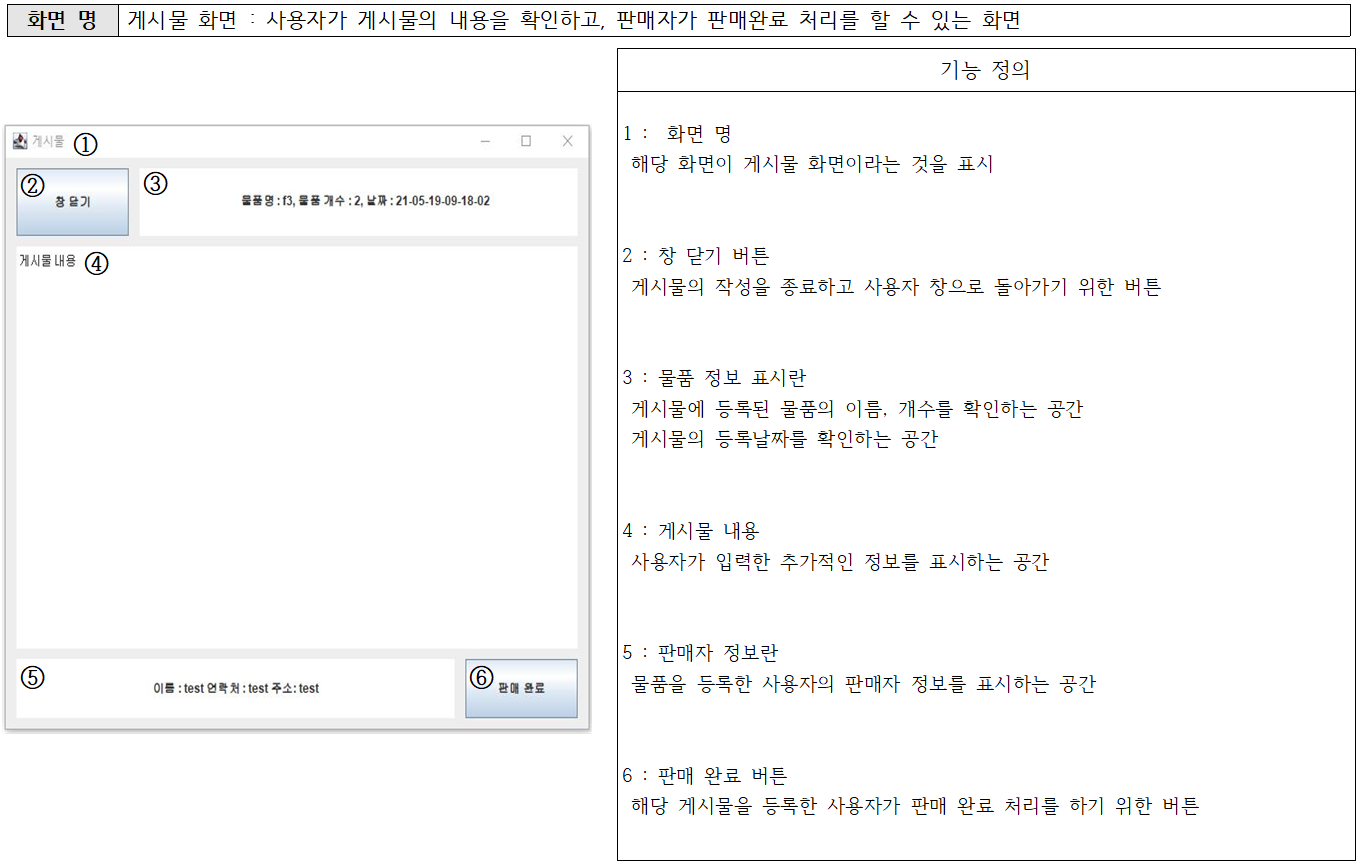 화면 명
게시물 화면 : 사용자가 게시물의 내용을 확인하고, 판매자가 판매완료 처리를 할 수 있는 화면
게시물 ①
② 창 닫기
③ 물품명 : f3, 물품 개수 : 2, 날짜 : 21-05-19-09-18-02
게시물 내용 ④
⑤ 이름 : test 연락처 : test 주소: test
⑥ 판매 완료
기능 정의
1 : 화면 명
해당 화면이 게시물 화면이라는 것을 표시
2 : 창 닫기 버튼
게시물의 작성을 종료하고 사용자 창으로 돌아가기 위한 버튼
3 : 물품 정보 표시란
게시물에 등록된 물품의 이름, 개수를 확인하는 공간
게시물의 등록날짜를 확인하는 공간
4 : 게시물 내용
사용자가 입력한 추가적인 정보를 표시하는 공간
5 : 판매자 정보란
물품을 등록한 사용자의 판매자 정보를 표시하는 공간
6 : 판매 완료 버튼
해당 게시물을 등록한 사용자가 판매 완료 처리를 하기 위한 버튼